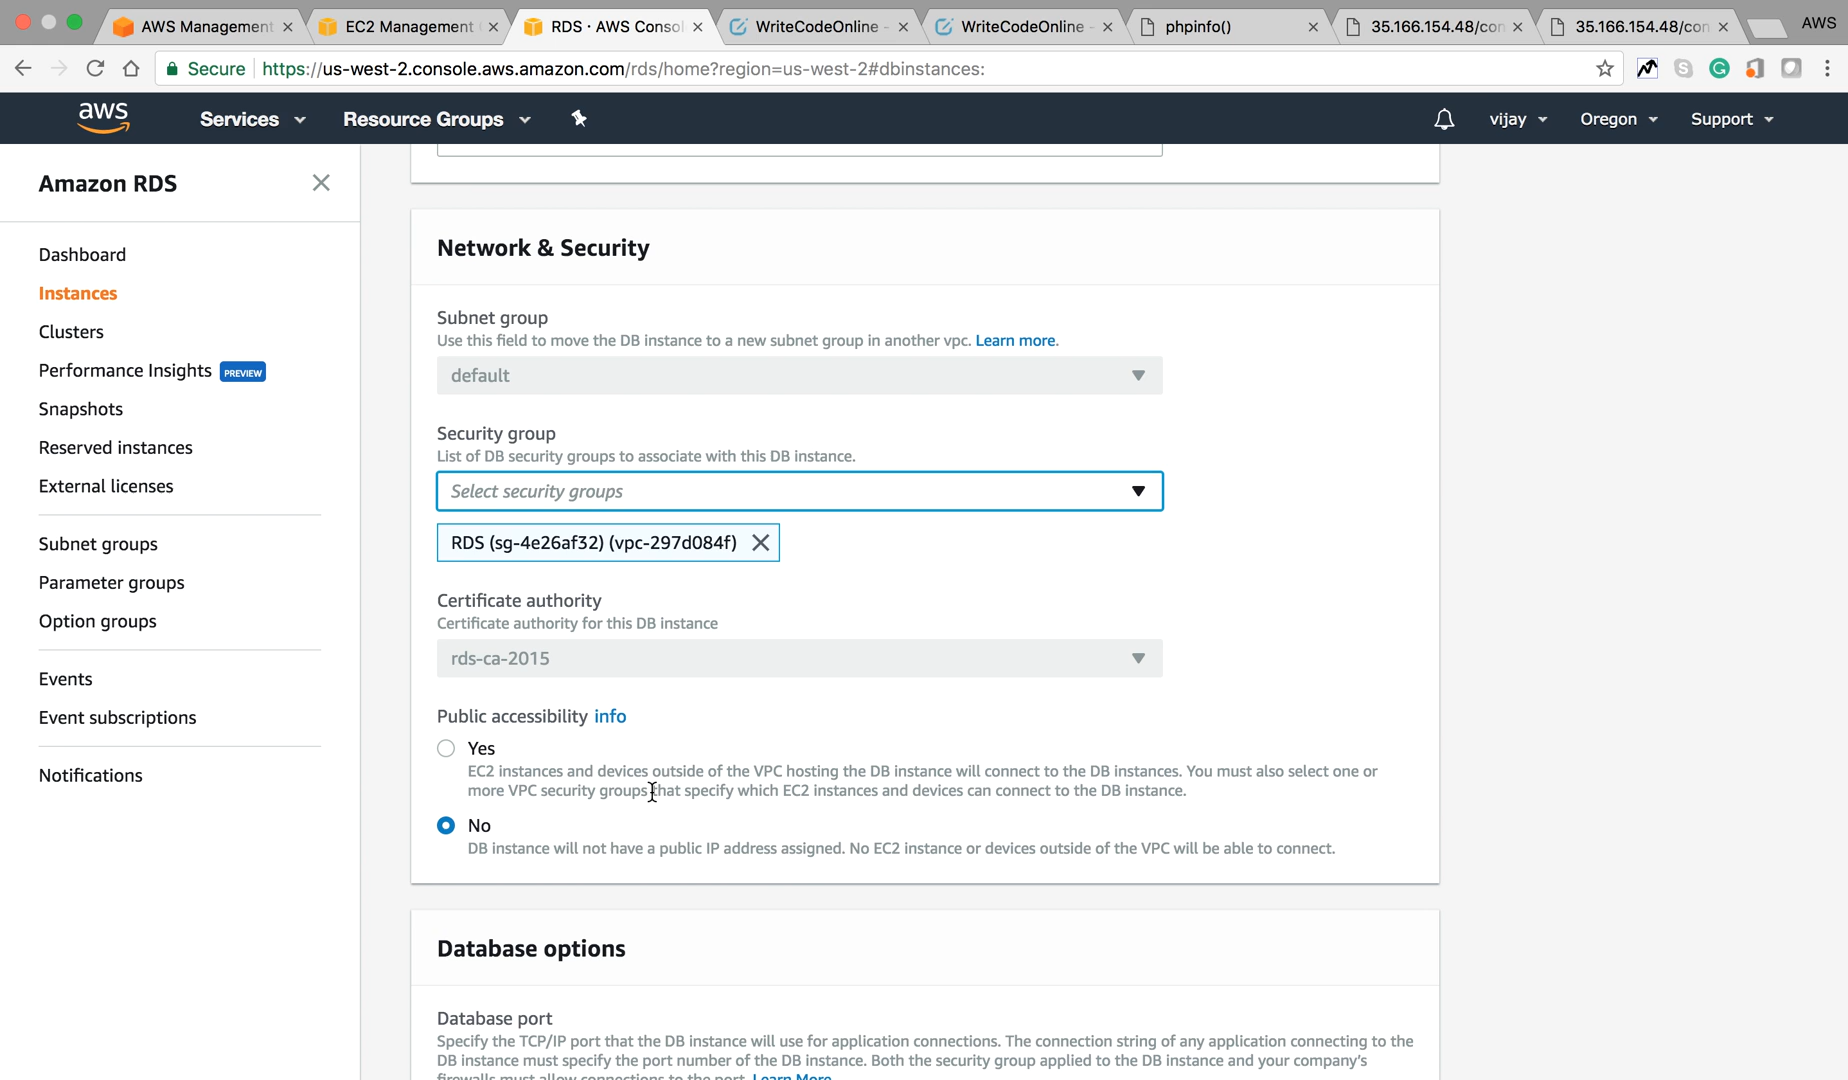 AWS Management
EC2 Management
RDS · AWS Consol
WriteCodeOnline -
WriteCodeOnline -
phpinfo()
35.166.154.48/con
35.166.154.48/con
AWS
Secure
https://us-west-2.console.aws.amazon.com/rds/home?region=us-west-2#dbinstances:
aws
Services
Resource Groups
vijay
Oregon
Support
Amazon RDS
Dashboard
Instances
Clusters
Performance Insights PREVIEW
Snapshots
Reserved instances
External licenses
Subnet groups
Parameter groups
Option groups
Events
Event subscriptions
Notifications
Network & Security
Subnet group
Use this field to move the DB instance to a new subnet group in another vpc. Learn more.
default
Security group
List of DB security groups to associate with this DB instance.
Select security groups
RDS (sg-4e26af32) (vpc-297d084f)
Certificate authority
Certificate authority for this DB instance
rds-ca-2015
Public accessibility info
Yes
EC2 instances and devices outside of the VPC hosting the DB instance will connect to the DB instances. You must also select one or
more VPC security groups that specify which EC2 instances and devices can connect to the DB instance.
No
DB instance will not have a public IP address assigned. No EC2 instance or devices outside of the VPC will be able to connect.
Database options
Database port
Specify the TCP/IP port that the DB instance will use for application connections. The connection string of any application connecting to the
DB instance must specify the port number of the DB instance. Both the security group applied to the DB instance and your company's
firewalls must allow connections to the port. Learn More